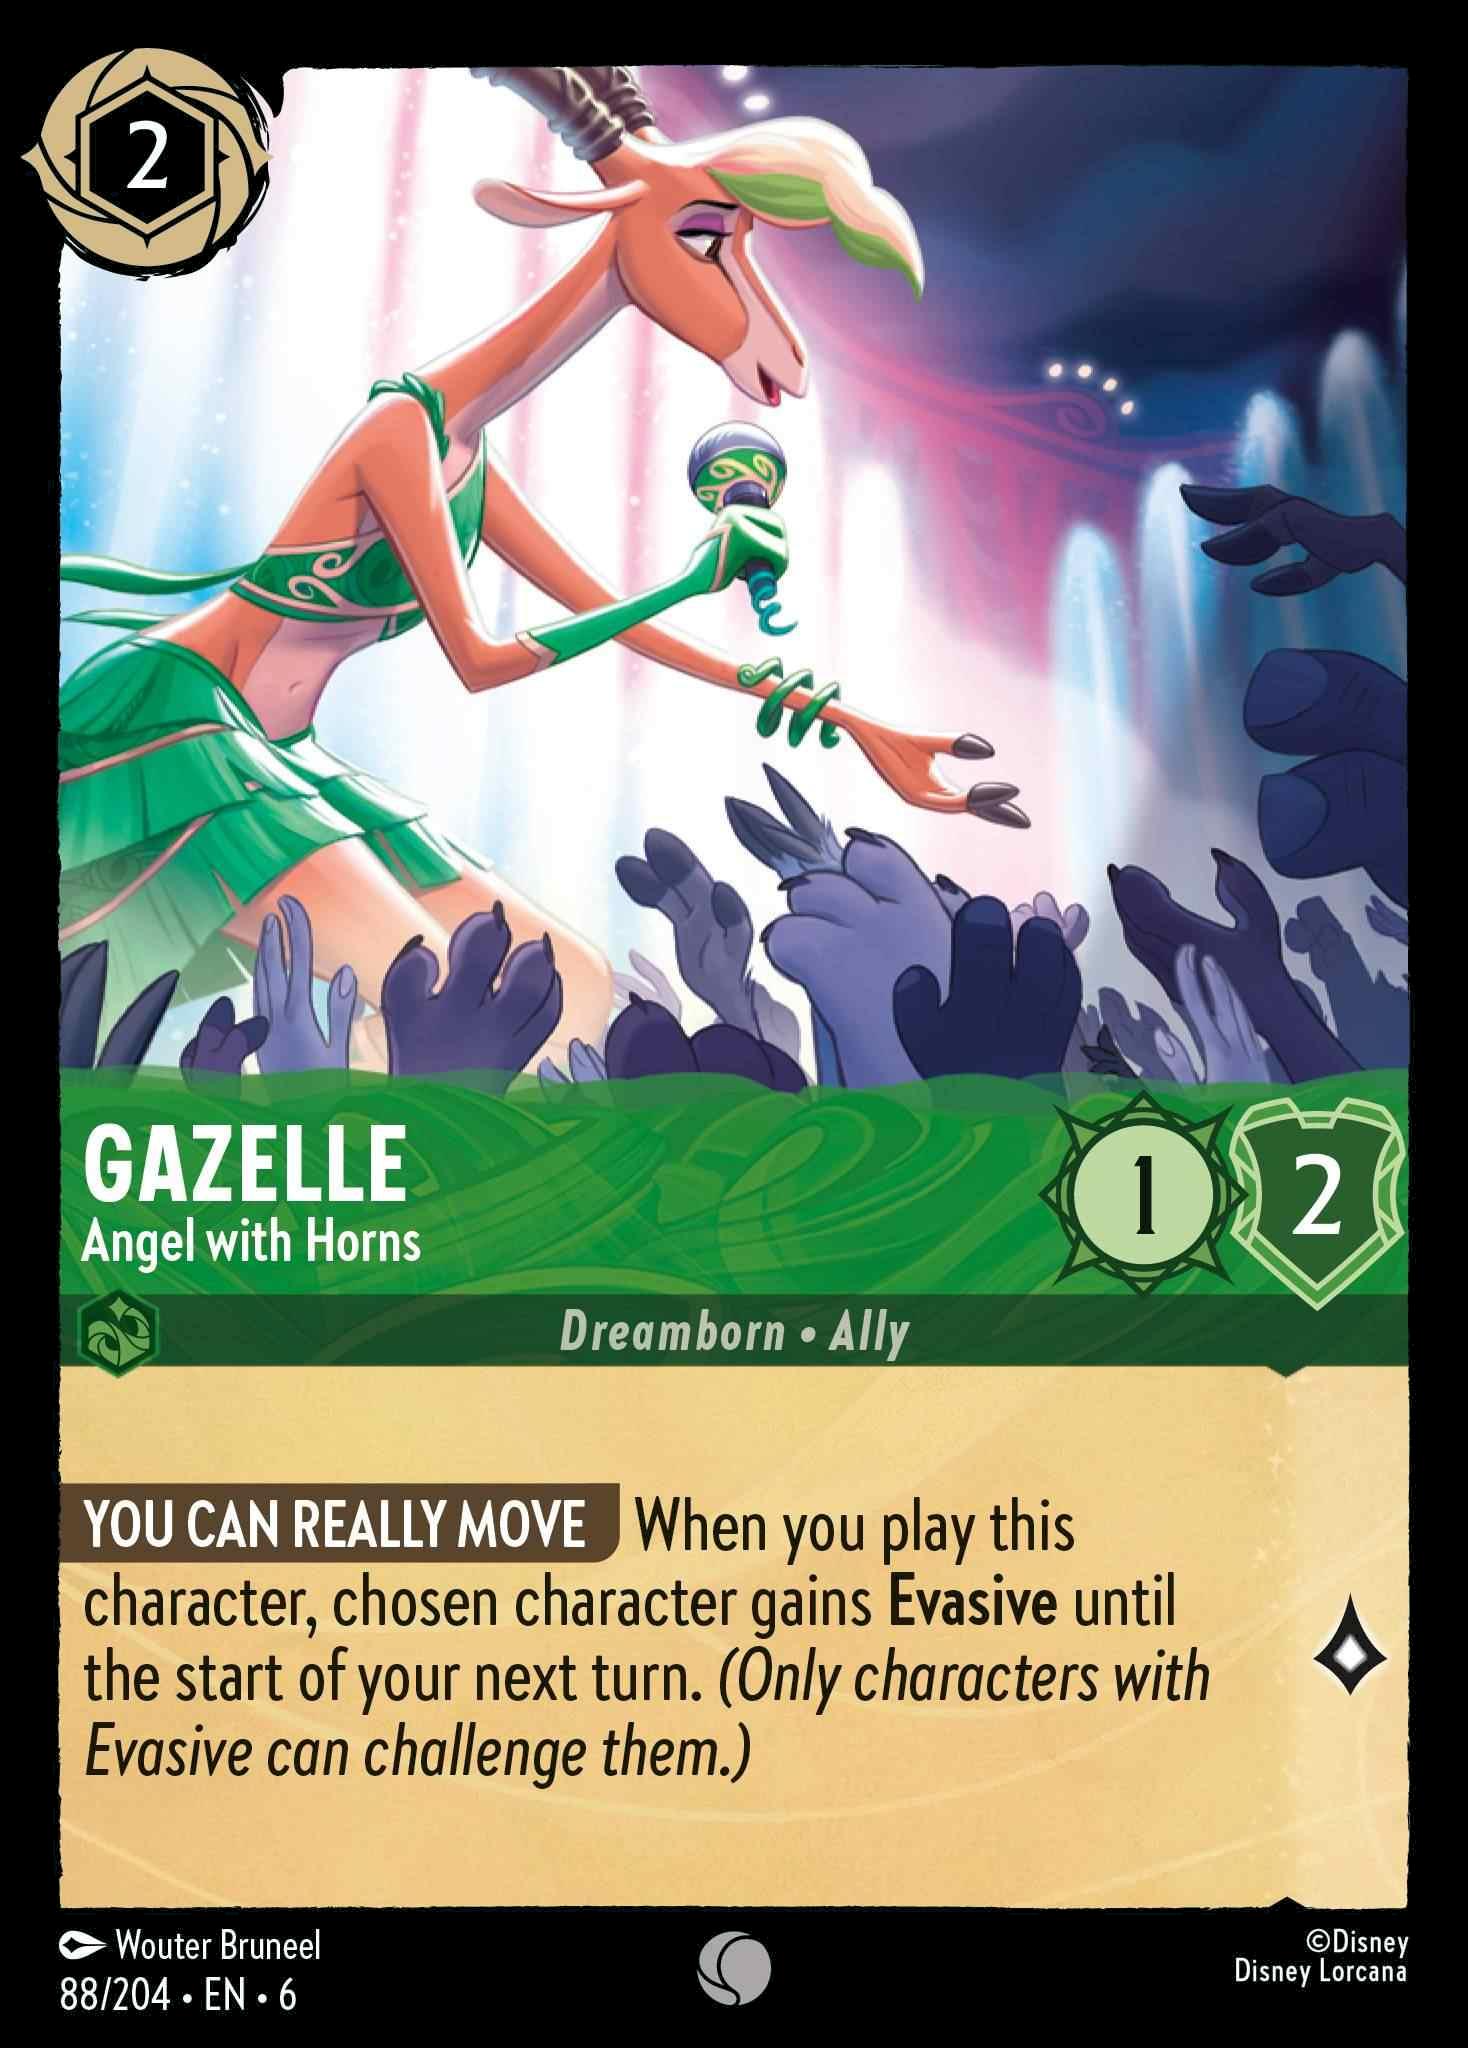 2
GAZELLE
Angel with Horns
1
2
Dreamborn • Ally
YOU CAN REALLY MOVE When you play this
character, chosen character gains Evasive until
the start of your next turn. (Only characters with
Evasive can challenge them.)
Wouter Bruneel
88/204 • EN • 6
©Disney
Disney Lorcana